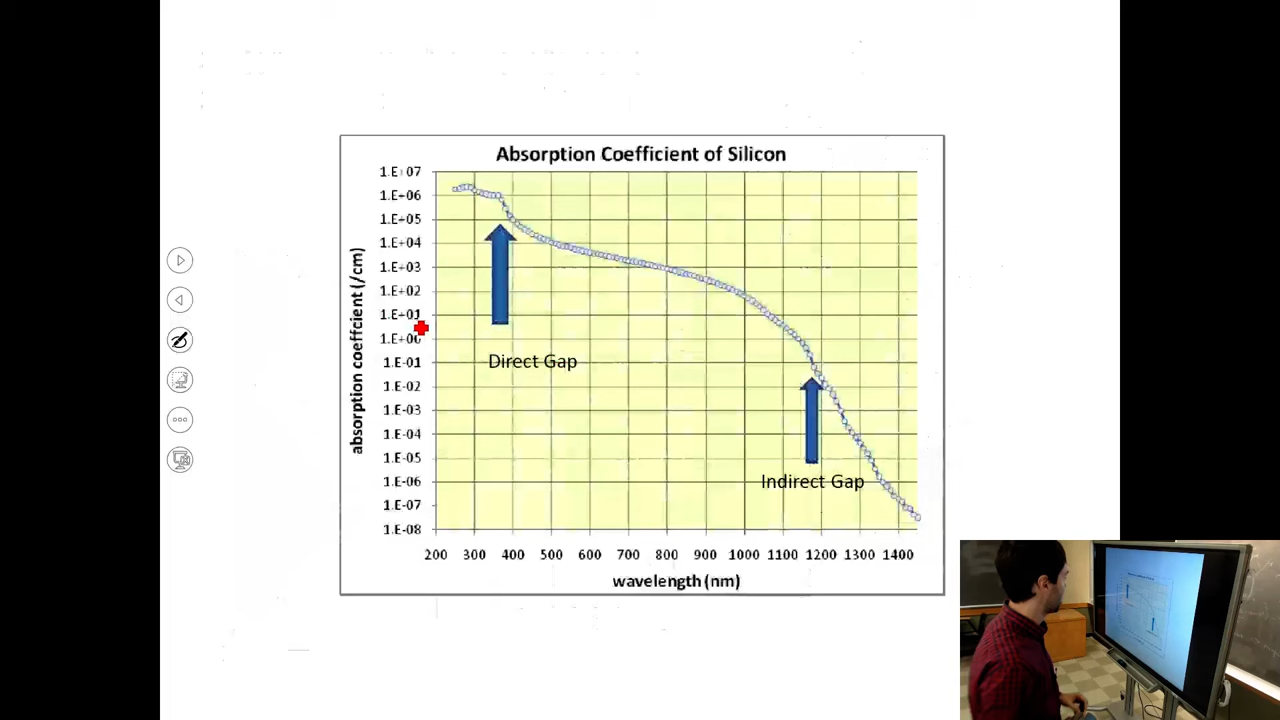 Absorption Coefficient of Silicon
1.E+07
1.E+06
1.E+05
1.E+04
1.E+03
1.E+02
1.E+01
1.E+00
1.E-01
1.E-02
1.E-03
1.E-04
1.E-05
1.E-06
1.E-07
1.E-08
absorption coeffcient (/cm)
Direct Gap
Indirect Gap
200 300 400 500 600 700 800 900 1000 1100 1200 1300 1400
wavelength (nm)